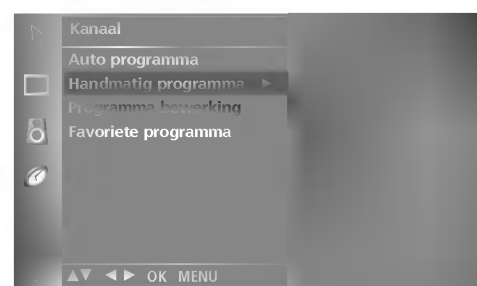 Kanaal
Auto programma
Handmatig programma ►
Programma bewerking
Favoriete programma
▲▼ ◄► OK MENU